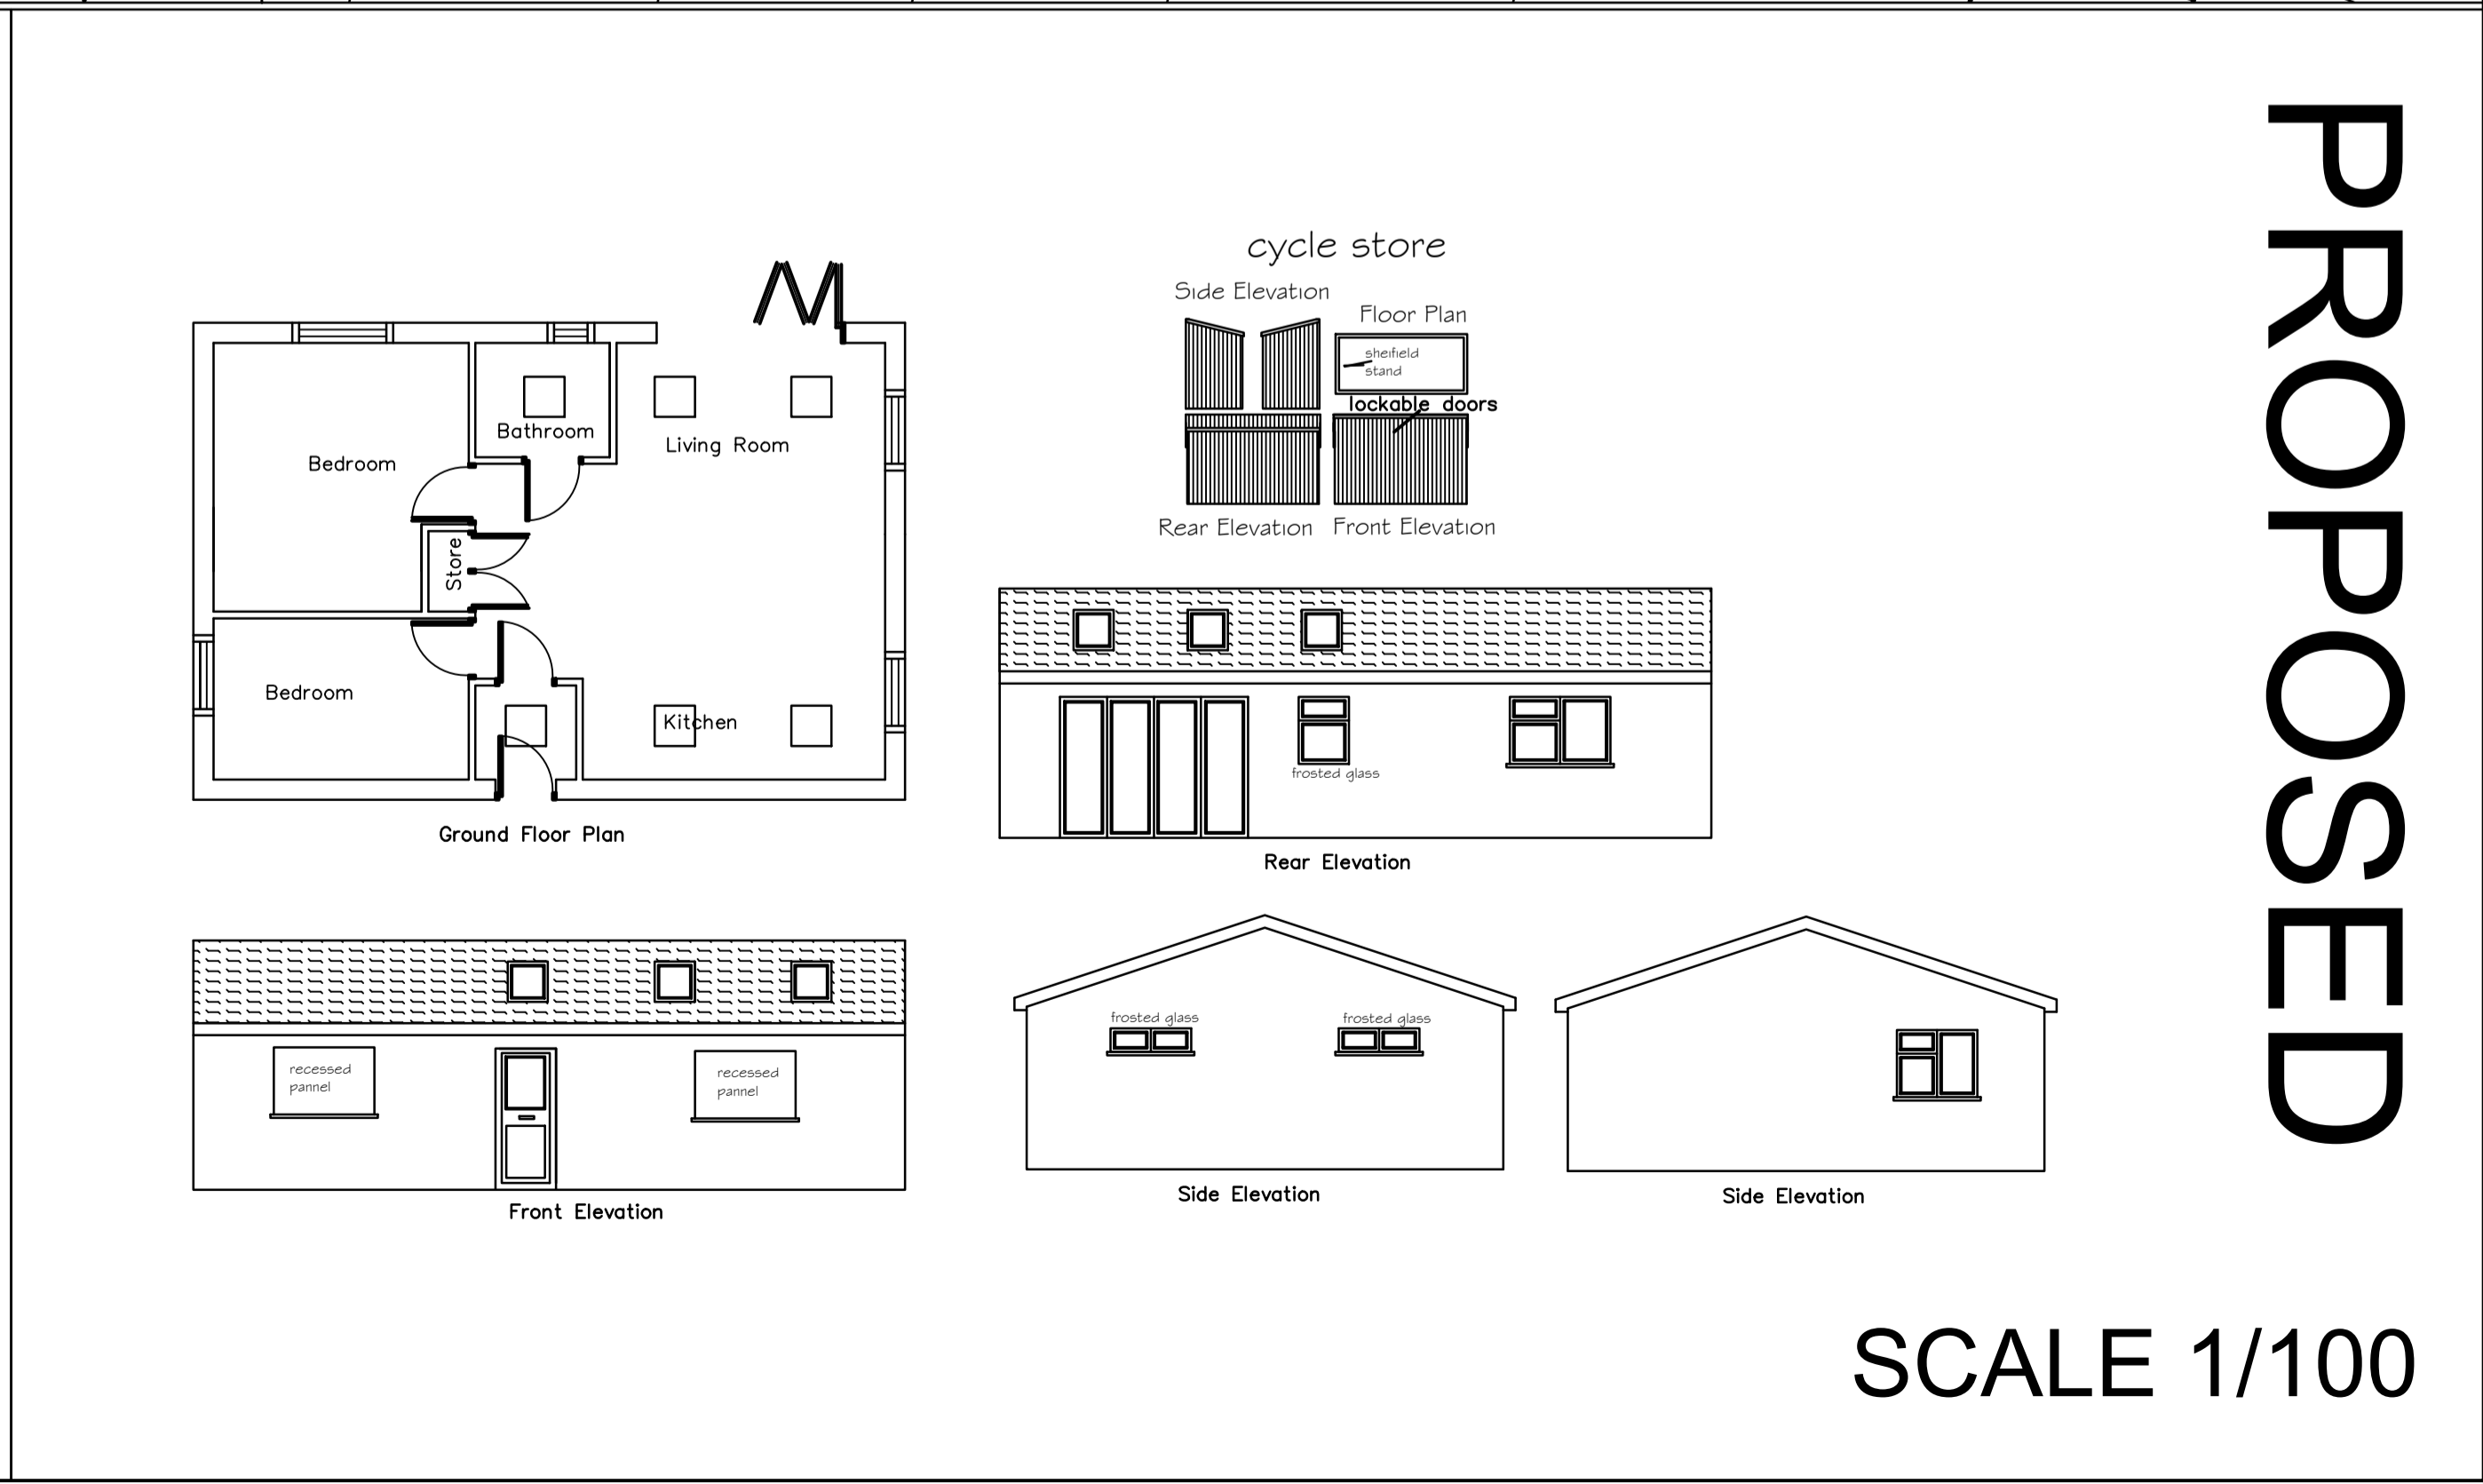 PROPOSED
cycle store
Side Elevation
Floor Plan
sheifield
stand
lockable doors
Rear Elevation
Front Elevation
Bedroom
Bathroom
Living Room
Store
Bedroom
Kitchen
Ground Floor Plan
frosted glass
Rear Elevation
recessed
pannel
recessed
pannel
Front Elevation
frosted glass
frosted glass
Side Elevation
Side Elevation
SCALE 1/100